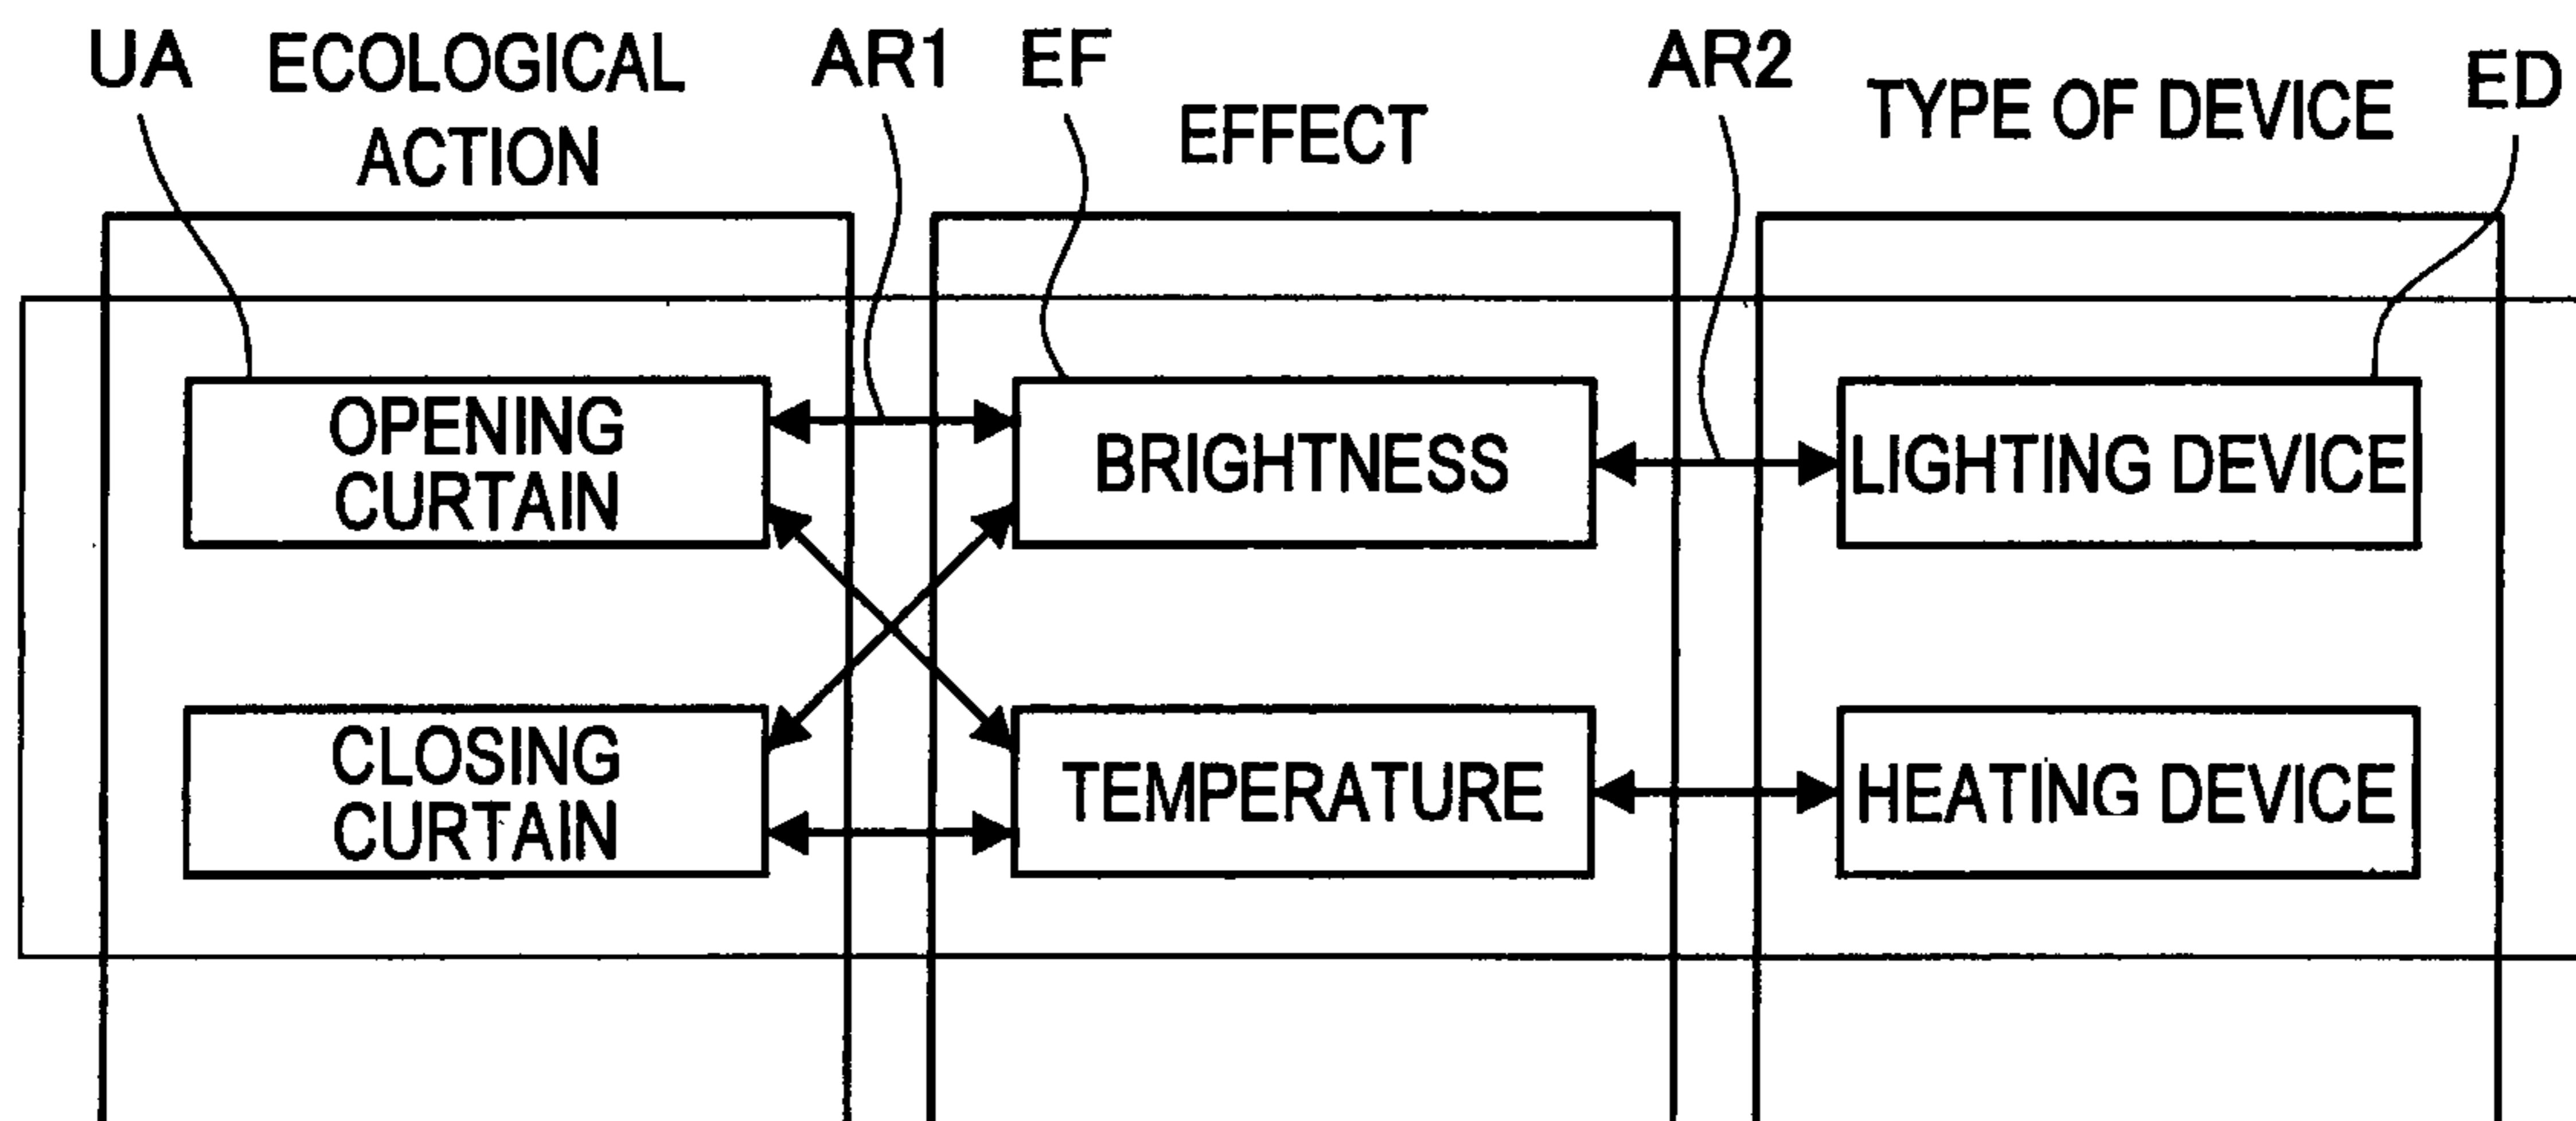 UA
ECOLOGICAL
ACTION
AR1
EF
EFFECT
AR2
TYPE OF DEVICE
ED
OPENING
CURTAIN
BRIGHTNESS
LIGHTING DEVICE
CLOSING
CURTAIN
TEMPERATURE
HEATING DEVICE